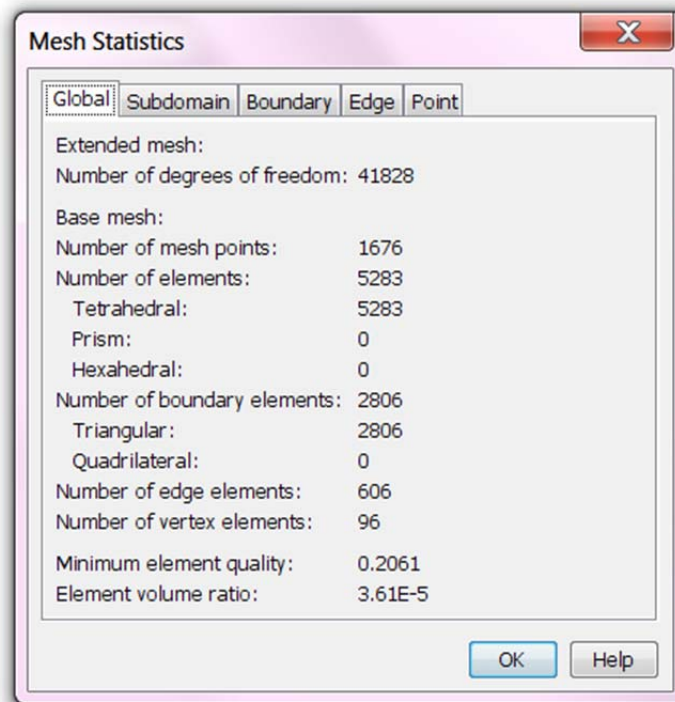 Mesh Statistics
Global Subdomain Boundary Edge Point
Extended mesh:
Number of degrees of freedom: 41828
Base mesh:
Number of mesh points: 1676
Number of elements: 5283
Tetrahedral: 5283
Prism: 0
Hexahedral: 0
Number of boundary elements: 2806
Triangular: 2806
Quadrilateral: 0
Number of edge elements: 606
Number of vertex elements: 96
Minimum element quality: 0.2061
Element volume ratio: 3.61E-5
OK Help